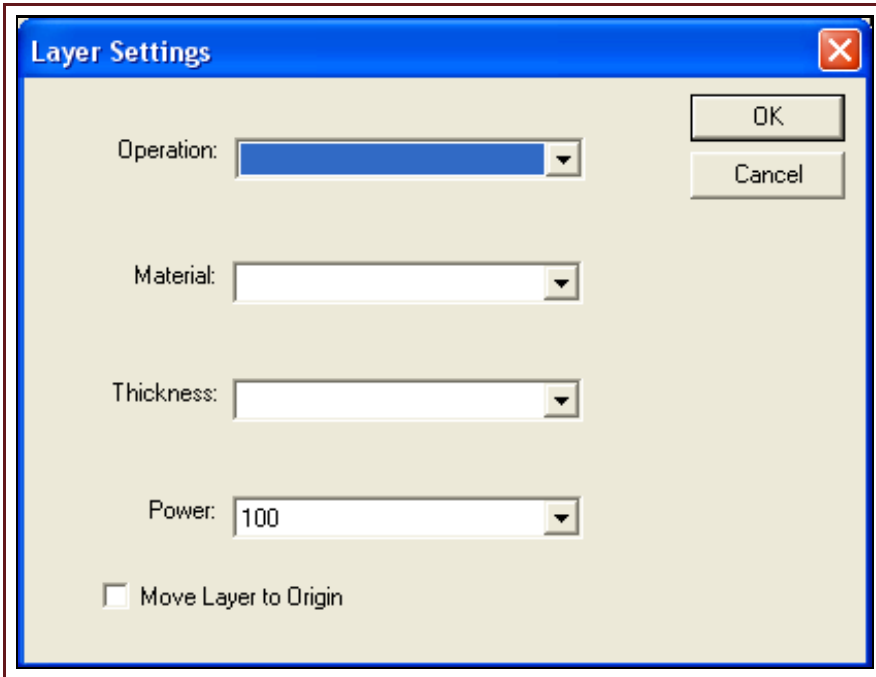 Layer Settings
OK
Operation:
Cancel
Material:
Thickness:
Power: 100
Move Layer to Origin